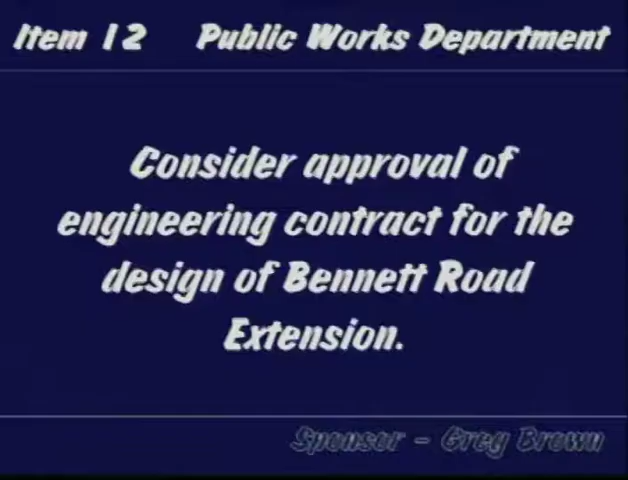 Item 12 Public Works Department
Consider approval of
engineering contract for the
design of Bennett Road
Extension.
Sponsor - Greg Brown